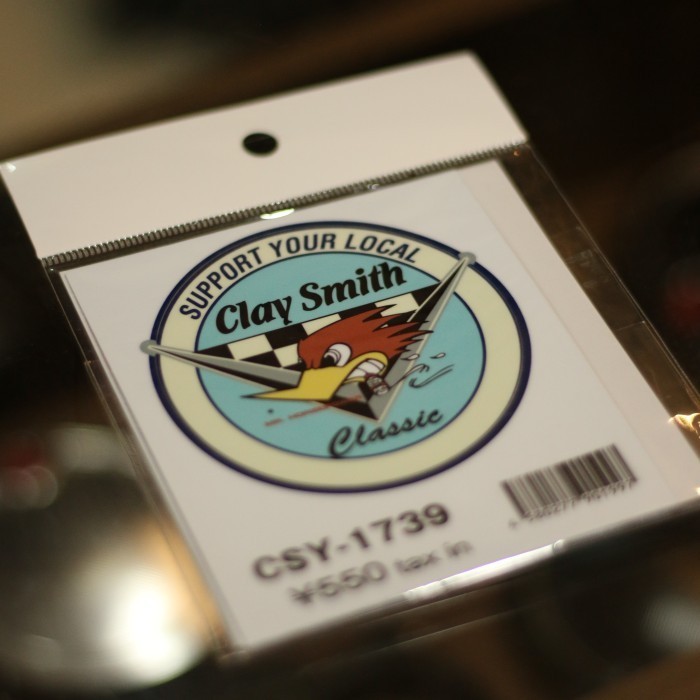 SUPPORT YOUR LOCAL
Clay Smith
Classic
CSY-1739
¥550 tax in